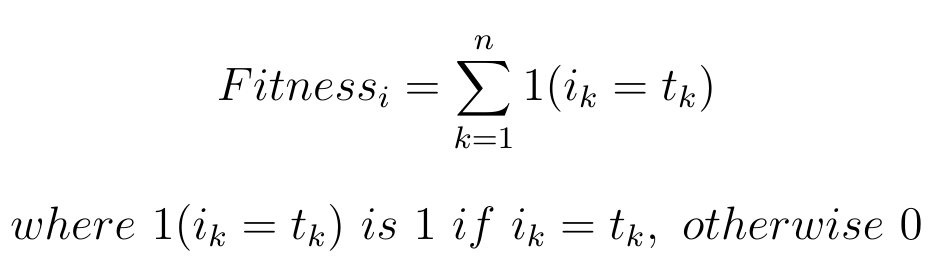 Fitness_i = \sum_{k=1}^{n} 1(i_k = t_k)
where 1(i_k = t_k) is 1 if i_k = t_k, otherwise 0